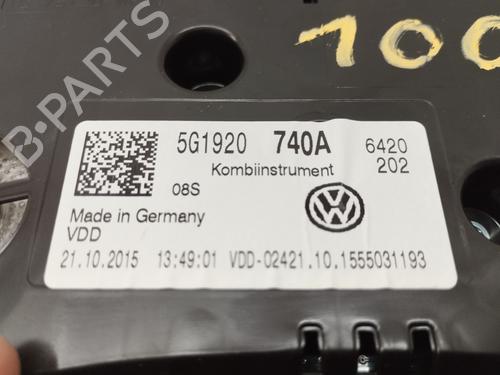 100
B-PARTS
5G1920 740A 6420
202
Kombiinstrument
08S
Made in Germany
VDD
21.10.2015 13:49:01 VDD-02421.10.1555031193